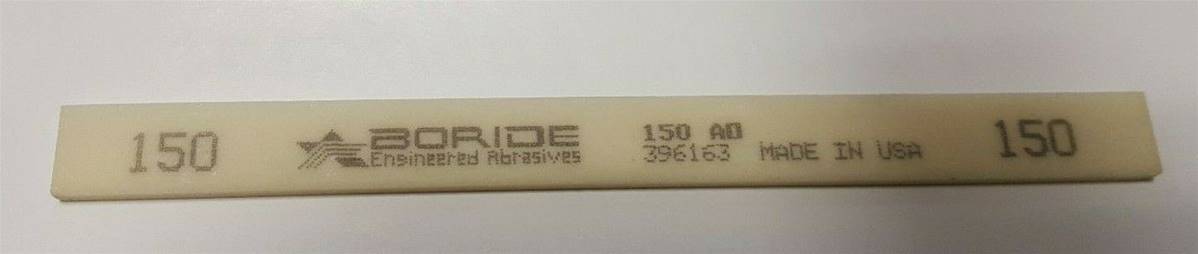 150
BORIDE
Engineered Abrasives
150 AO
396163 MADE IN USA
150